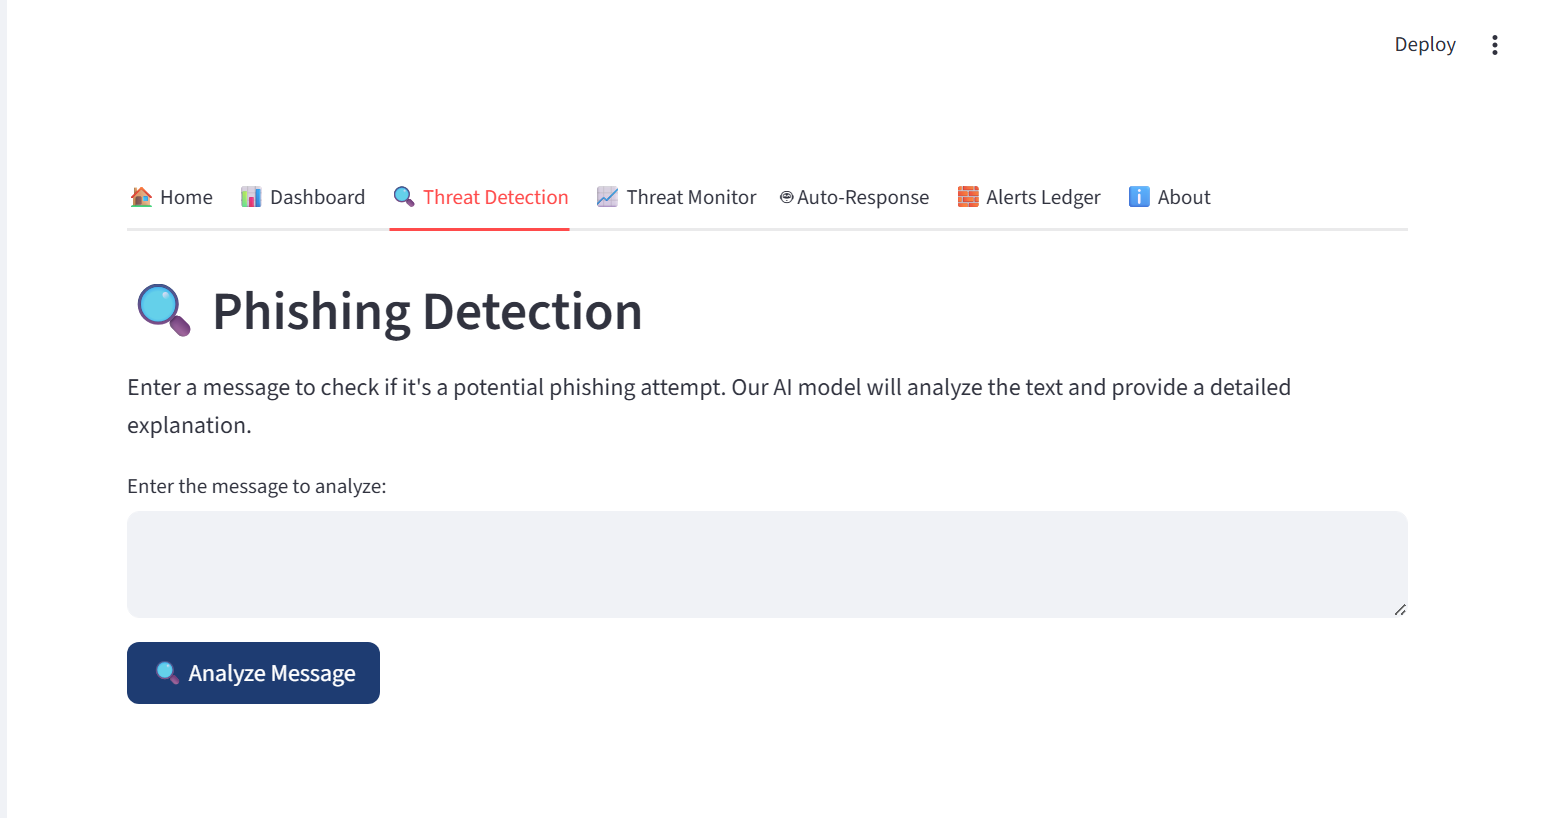 Deploy
Home Dashboard Threat Detection Threat Monitor Auto-Response Alerts Ledger About
Phishing Detection
Enter a message to check if it's a potential phishing attempt. Our AI model will analyze the text and provide a detailed
explanation.
Enter the message to analyze:
Analyze Message